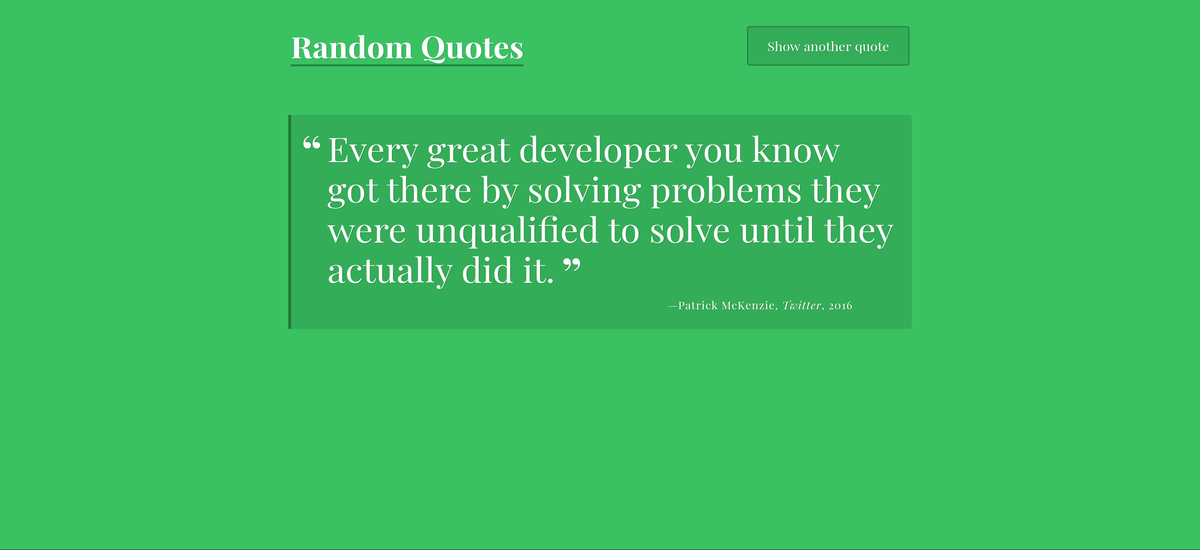 Random Quotes
Show another quote
“ Every great developer you know
got there by solving problems they
were unqualified to solve until they
actually did it. ”
—Patrick McKenzie, Twitter, 2016